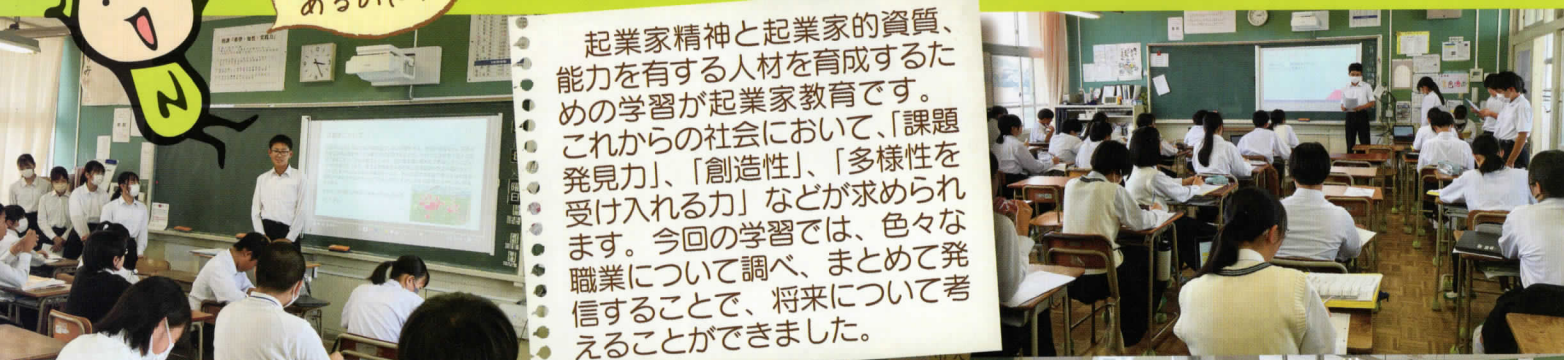 あるのに
起業家精神と起業家的資質、
能力を有する人材を育成するた
めの学習が起業家教育です。
これからの社会において、「課題
発見力」、「創造性」、「多様性を
受け入れる力」などが求められ
ます。今回の学習では、色々な
職業について調べ、まとめて発
信することで、将来について考
えることができました。
N